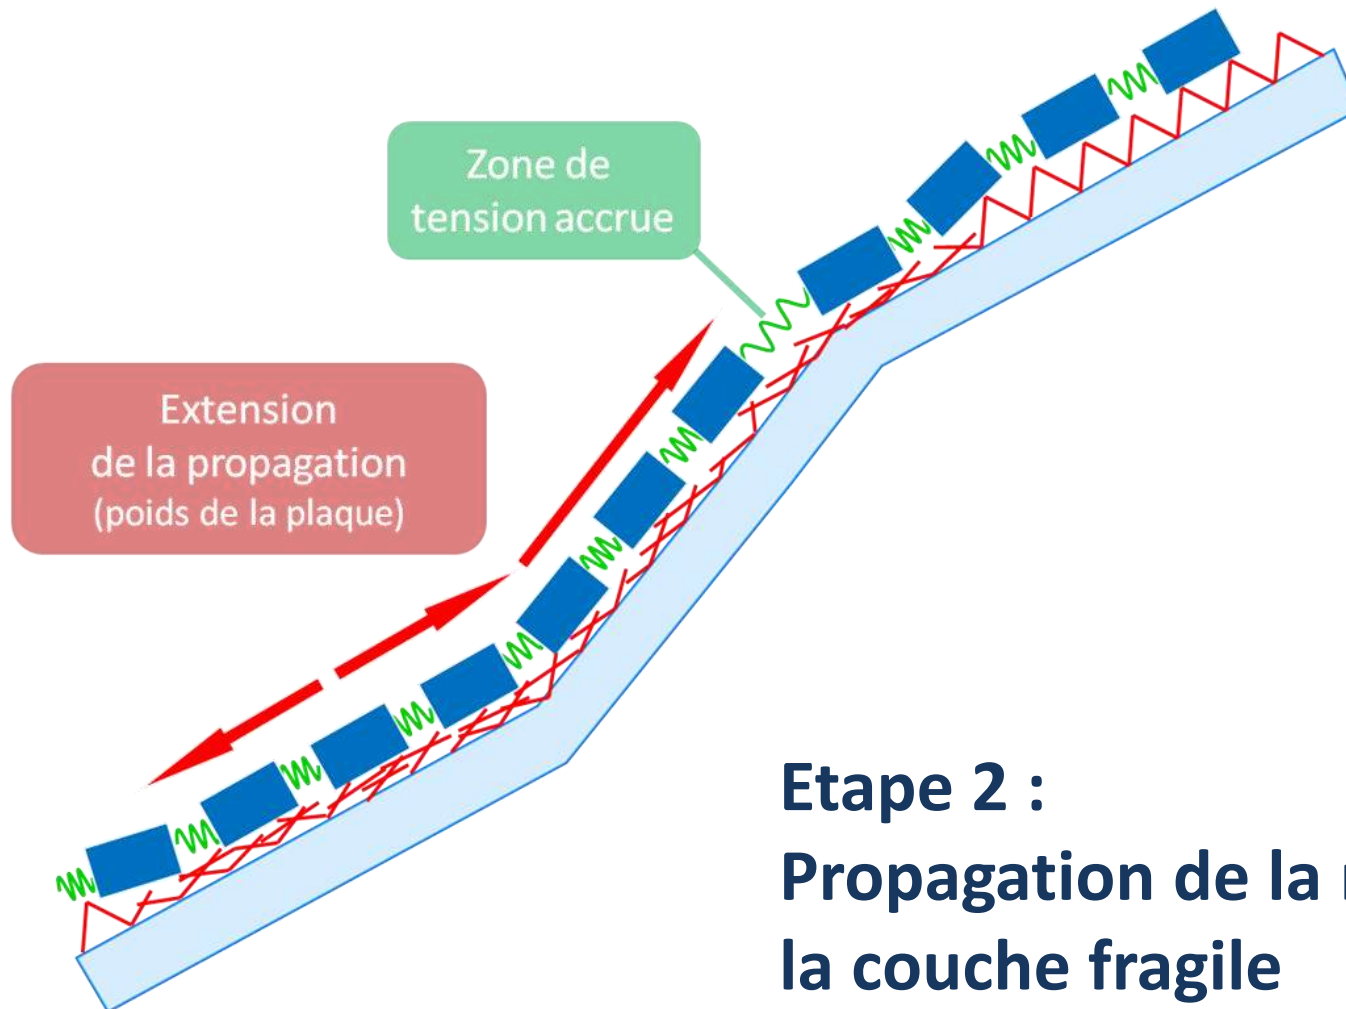 Zone de
tension accrue
Extension
de la propagation
(poids de la plaque)
Etape 2 :
Propagation de la
la couche fragile